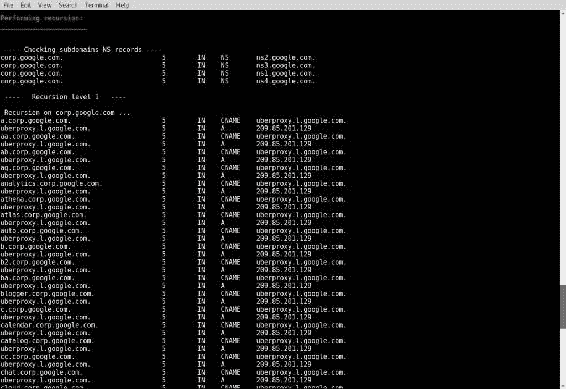 File Edit View Search Terminal Help
Performing recursion:
---- Checking subdomains NS records ----
corp.google.com. 5 IN NS ns2.google.com.
corp.google.com. 5 IN NS ns3.google.com.
corp.google.com. 5 IN NS ns1.google.com.
corp.google.com. 5 IN NS ns4.google.com.
---- Recursion level 1 ----
Recursion on corp.google.com ...
a.corp.google.com. 5 IN CNAME uberproxy.l.google.com.
uberproxy.l.google.com. 5 IN A 209.85.201.129
aa.corp.google.com. 5 IN CNAME uberproxy.l.google.com.
uberproxy.l.google.com. 5 IN A 209.85.201.129
ab.corp.google.com. 5 IN CNAME uberproxy.l.google.com.
uberproxy.l.google.com. 5 IN A 209.85.201.129
ag.corp.google.com. 5 IN CNAME uberproxy.l.google.com.
uberproxy.l.google.com. 5 IN A 209.85.201.129
analytics.corp.google.com. 5 IN CNAME uberproxy.l.google.com.
uberproxy.l.google.com. 5 IN A 209.85.201.129
athena.corp.google.com. 5 IN CNAME uberproxy.l.google.com.
uberproxy.l.google.com. 5 IN A 209.85.201.129
atlas.corp.google.com. 5 IN CNAME uberproxy.l.google.com.
uberproxy.l.google.com. 5 IN A 209.85.201.129
auto.corp.google.com. 5 IN CNAME uberproxy.l.google.com.
uberproxy.l.google.com. 5 IN A 209.85.201.129
b.corp.google.com. 5 IN CNAME uberproxy.l.google.com.
uberproxy.l.google.com. 5 IN A 209.85.201.129
b2.corp.google.com. 5 IN CNAME uberproxy.l.google.com.
uberproxy.l.google.com. 5 IN A 209.85.201.129
ba.corp.google.com. 5 IN CNAME uberproxy.l.google.com.
uberproxy.l.google.com. 5 IN A 209.85.201.129
blogger.corp.google.com. 5 IN CNAME uberproxy.l.google.com.
uberproxy.l.google.com. 5 IN A 209.85.201.129
c.corp.google.com. 5 IN CNAME uberproxy.l.google.com.
uberproxy.l.google.com. 5 IN A 209.85.201.129
calendar.corp.google.com. 5 IN CNAME uberproxy.l.google.com.
uberproxy.l.google.com. 5 IN A 209.85.201.129
catalog.corp.google.com. 5 IN CNAME uberproxy.l.google.com.
uberproxy.l.google.com. 5 IN A 209.85.201.129
cc.corp.google.com. 5 IN CNAME uberproxy.l.google.com.
uberproxy.l.google.com. 5 IN A 209.85.201.129
chat.corp.google.com. 5 IN CNAME uberproxy.l.google.com.
uberproxy.l.google.com. 5 IN A 209.85.201.129
cloud.corp.google.com. 5 IN CNAME uberproxy.l.google.com.